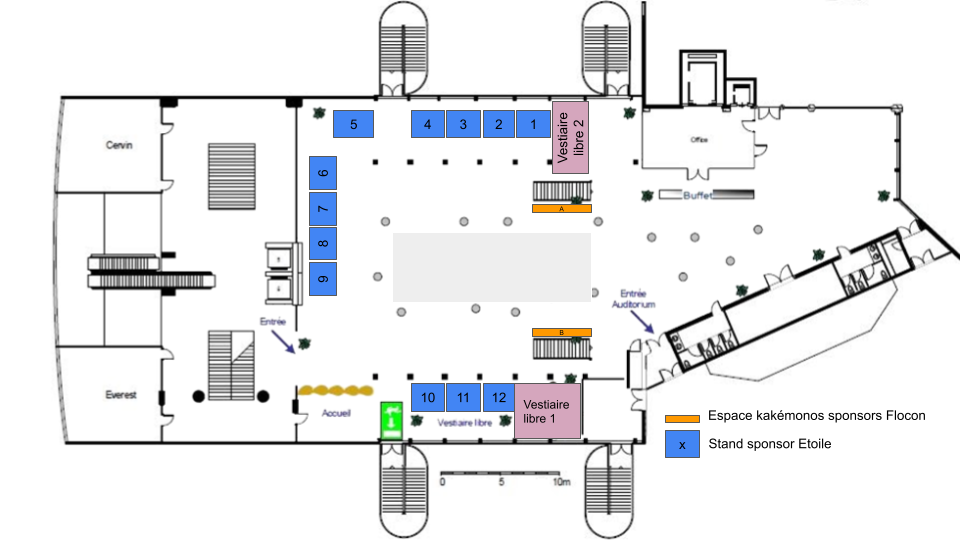 5
4
3
2
1
Vestiaire
libre 2
Cervin
Office
6
7
8
9
A
Buffet
Entrée
Auditorium
Entrée
B
Everest
Accueil
10
11
12
Vestiaire
libre 1
Vestiaire libre
Espace kakémonos sponsors Flocon
x
Stand sponsor Etoile
0
5
10m